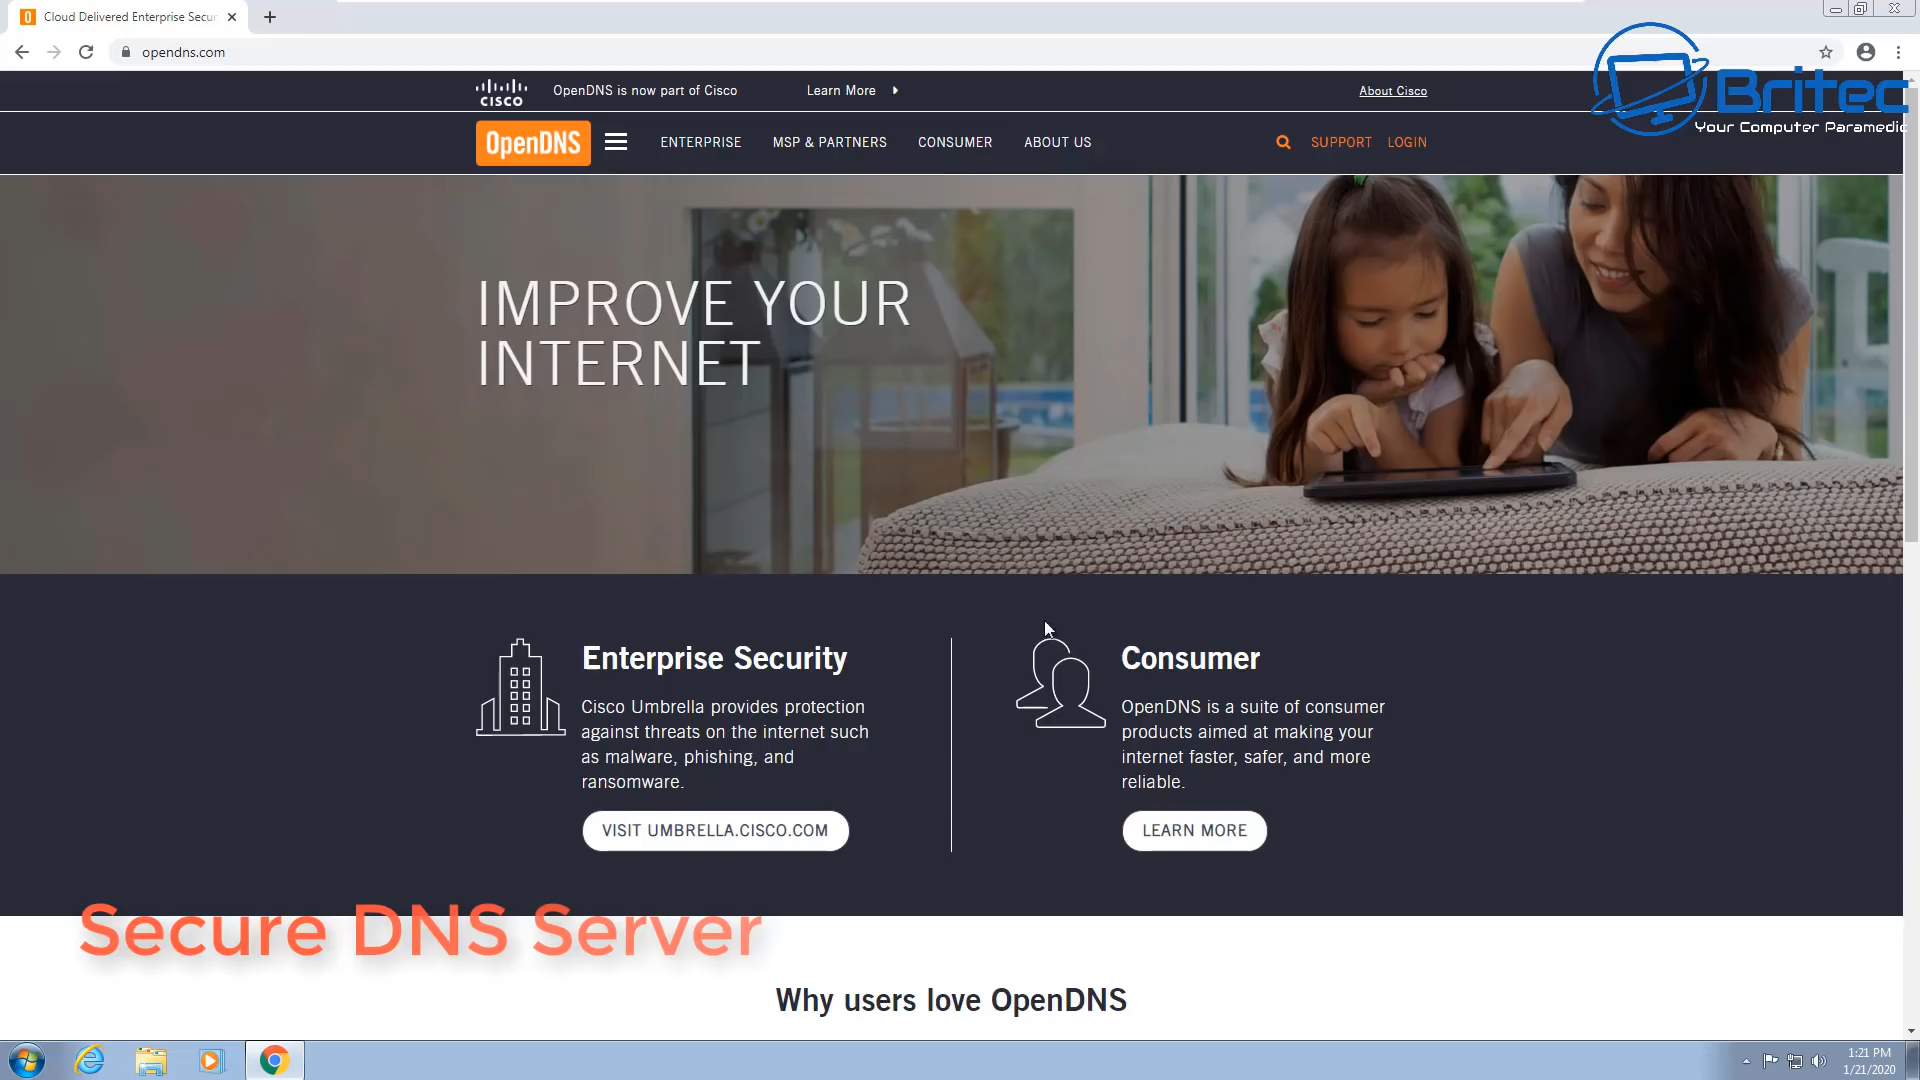 Cloud Delivered Enterprise Secur
opendns.com
Britec
Your Computer Paramedic
CISCO
OpenDNS is now part of Cisco
Learn More
About Cisco
OpenDNS
ENTERPRISE
MSP & PARTNERS
CONSUMER
ABOUT US
SUPPORT
LOGIN
IMPROVE YOUR
INTERNET
Enterprise Security
Cisco Umbrella provides protection
against threats on the internet such
as malware, phishing, and
ransomware.
VISIT UMBRELLA.CISCO.COM
Consumer
OpenDNS is a suite of consumer
products aimed at making your
internet faster, safer, and more
reliable.
LEARN MORE
Secure DNS Server
Why users love OpenDNS
1:21 PM
1/21/2020